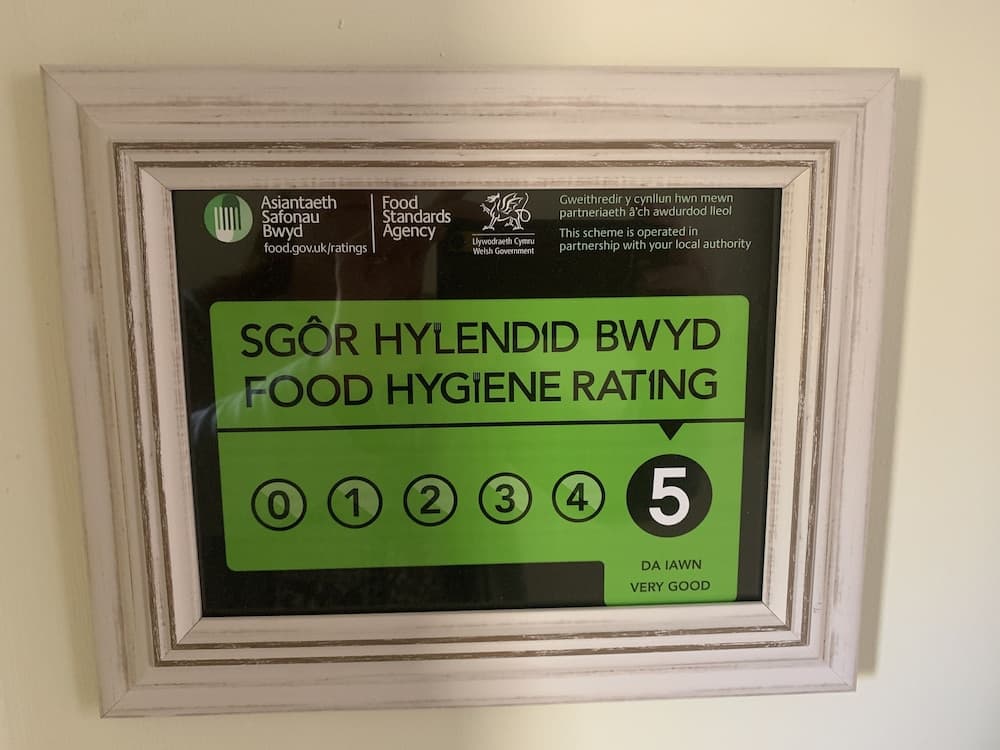 Asiantaeth
Safonau
Bwyd
food.gov.uk/ratings
Food
Standards
Agency
Llywodraeth Cymru
Welsh Government
Gweithredir y cynllun hwn mewn
partneriaeth â'ch awdurdod lleol
This scheme is operated in
partnership with your local authority
SGÔR HYLENDID BWYD
FOOD HYGIENE RATING
0 1 2 3 4 5
DA IAWN
VERY GOOD